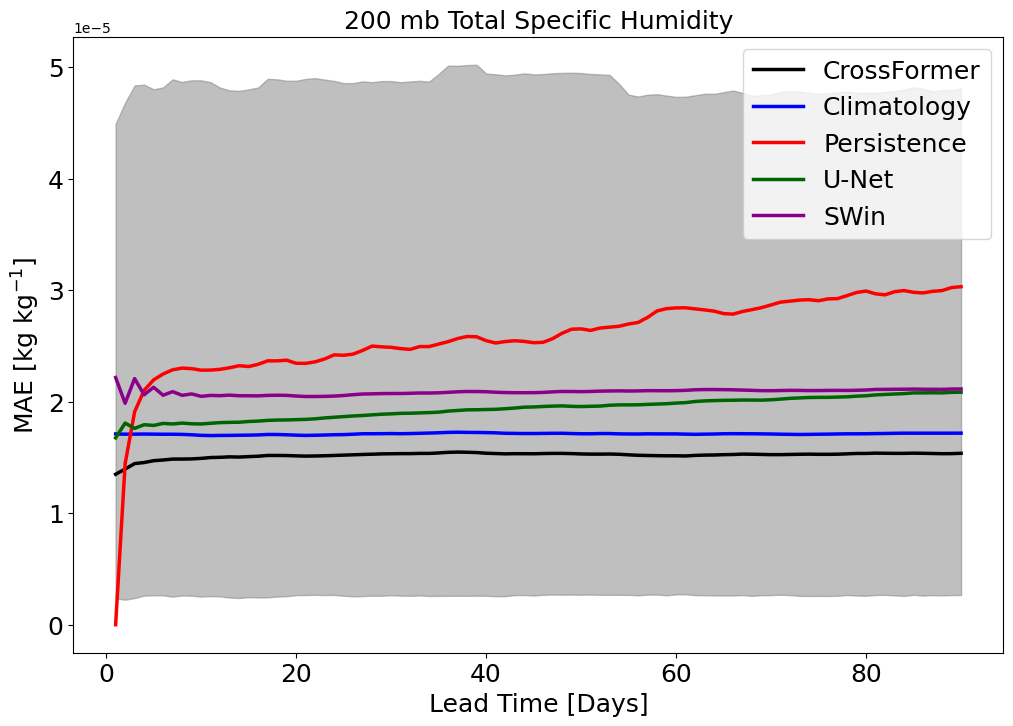 200 mb Total Specific Humidity
1e−5
MAE [kg kg⁻¹]
5
4
3
2
1
0
CrossFormer
Climatology
Persistence
U-Net
SWin
0 20 40 60 80
Lead Time [Days]